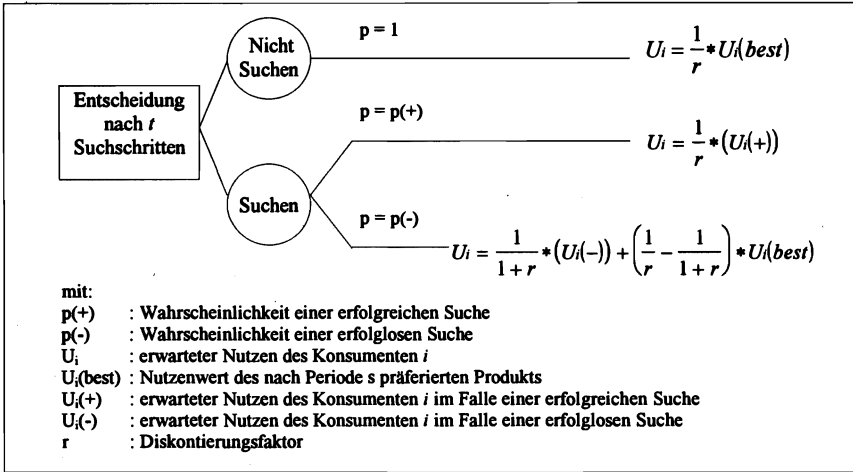 p = 1
Nicht
Suchen
Uᵢ = 1/r * Uᵢ(best)
Entscheidung
nach t
Suchschritten
p = p(+)
Uᵢ = 1/r * (Uᵢ(+))
Suchen
p = p(-)
Uᵢ = 1/(1 + r) * (Uᵢ(-)) + (1/r - 1/(1 + r)) * Uᵢ(best)
mit:
p(+) : Wahrscheinlichkeit einer erfolgreichen Suche
p(-) : Wahrscheinlichkeit einer erfolglosen Suche
Uᵢ : erwarteter Nutzen des Konsumenten i
Uᵢ(best) : Nutzenwert des nach Periode s präferierten Produkts
Uᵢ(+) : erwarteter Nutzen des Konsumenten i im Falle einer erfolgreichen Suche
Uᵢ(-) : erwarteter Nutzen des Konsumenten i im Falle einer erfolglosen Suche
r : Diskontierungsfaktor